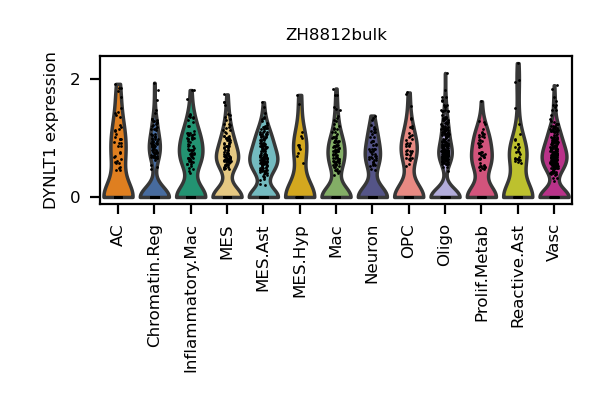 ZH8812bulk
DYNLT1 expression
2
0
AC
Chromatin.Reg
Inflammatory.Mac
MES
MES.Ast
MES.Hyp
Mac
Neuron
OPC
Oligo
Prolif.Metab
Reactive.Ast
Vasc